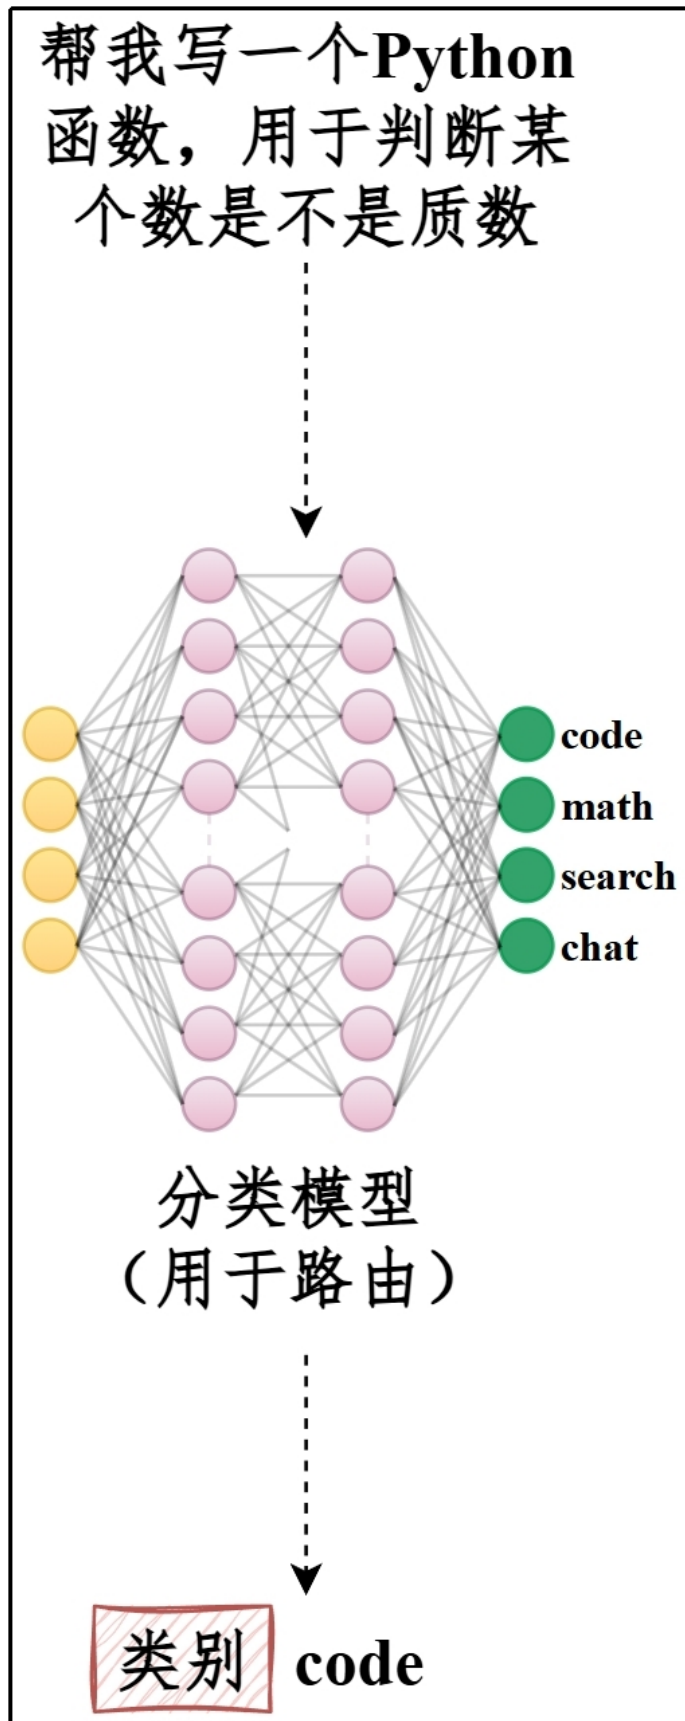 帮我写一个Python
函数，用于判断某
个数是不是质数
code
math
search
chat
分类模型
（用于路由）
类别 code